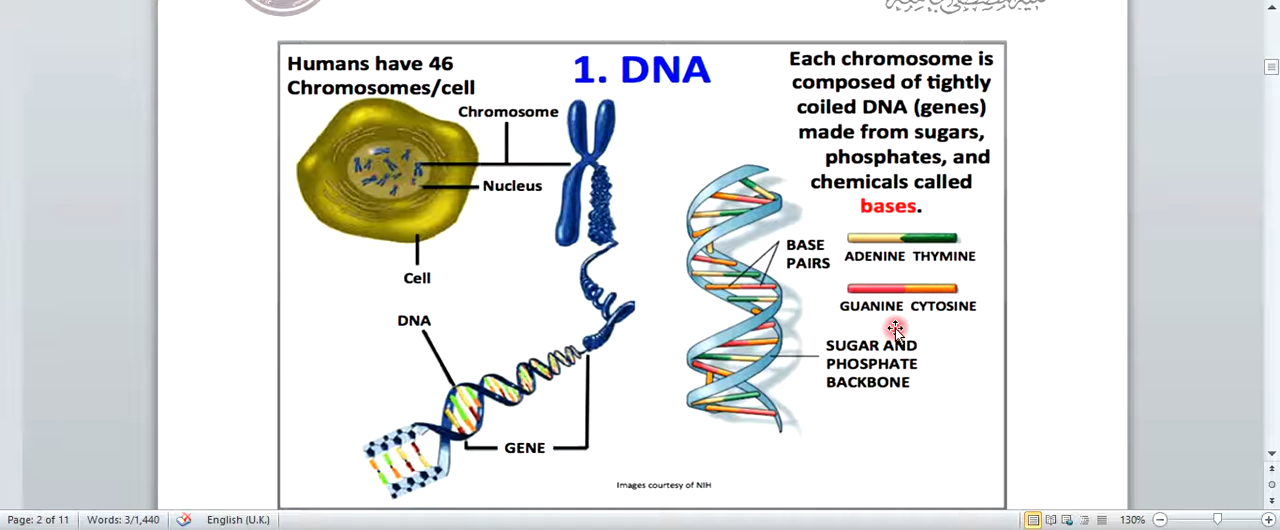 Humans have 46
Chromosomes/cell
1. DNA
Each chromosome is
composed of tightly
coiled DNA (genes)
made from sugars,
phosphates, and
chemicals called
bases.
Chromosome
Nucleus
Cell
DNA
GENE
BASE
PAIRS
ADENINE THYMINE
GUANINE CYTOSINE
SUGAR AND
PHOSPHATE
BACKBONE
Images courtesy of NIH
Page: 2 of 11
Words: 3/1,440
English (U.K.)
130%